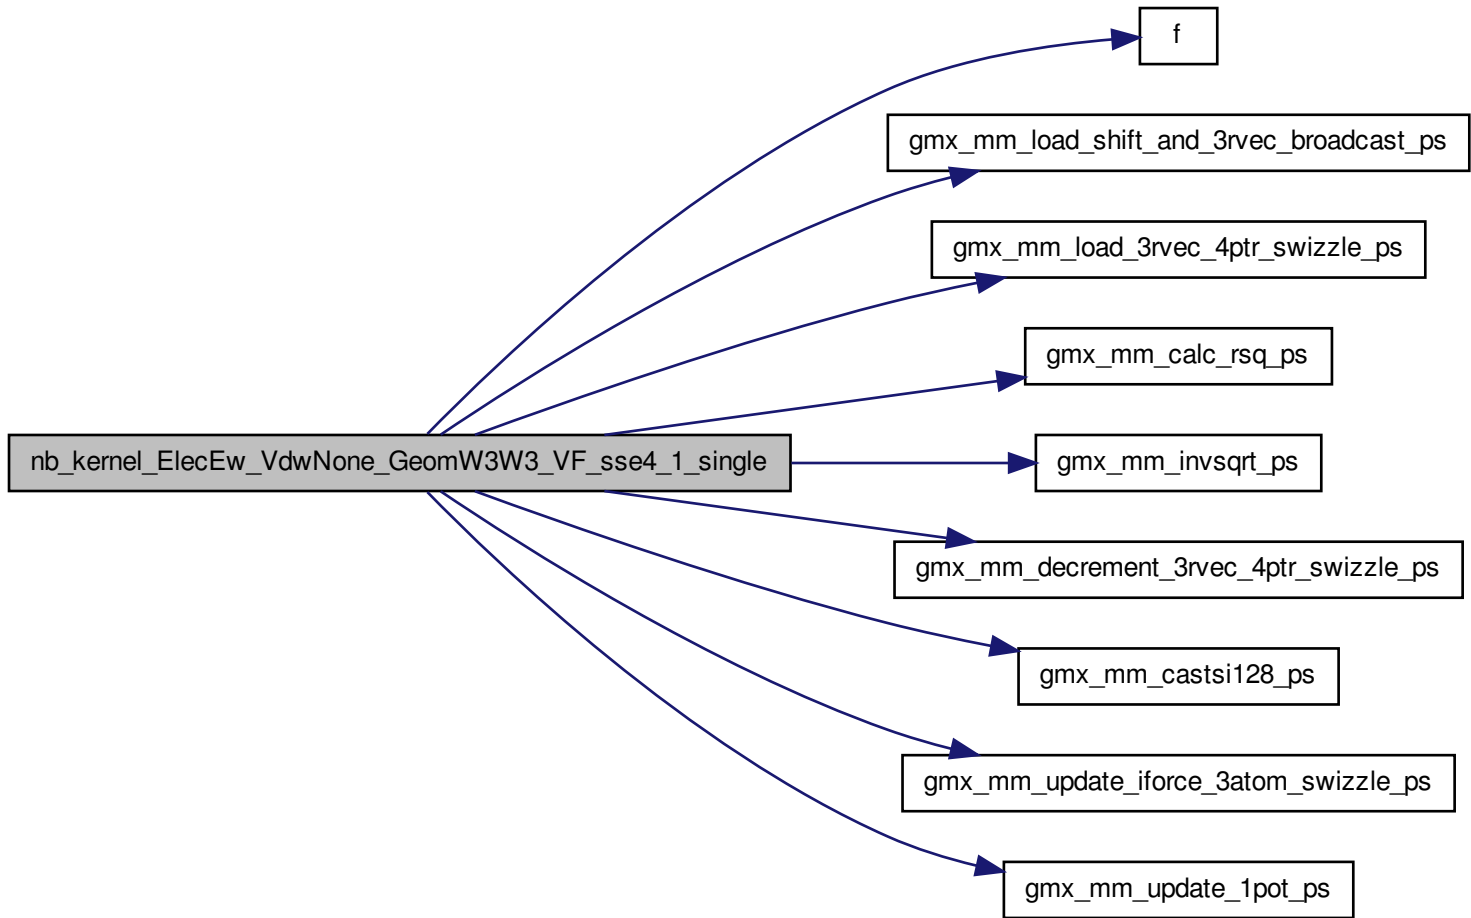 f
gmx_mm_load_shift_and_3rvec_broadcast_ps
gmx_mm_load_3rvec_4ptr_swizzle_ps
gmx_mm_calc_rsq_ps
nb_kernel_ElecEw_VdwNone_GeomW3W3_VF_sse4_1_single
gmx_mm_invsqrt_ps
gmx_mm_decrement_3rvec_4ptr_swizzle_ps
gmx_mm_castsi128_ps
gmx_mm_update_iforce_3atom_swizzle_ps
gmx_mm_update_1pot_ps